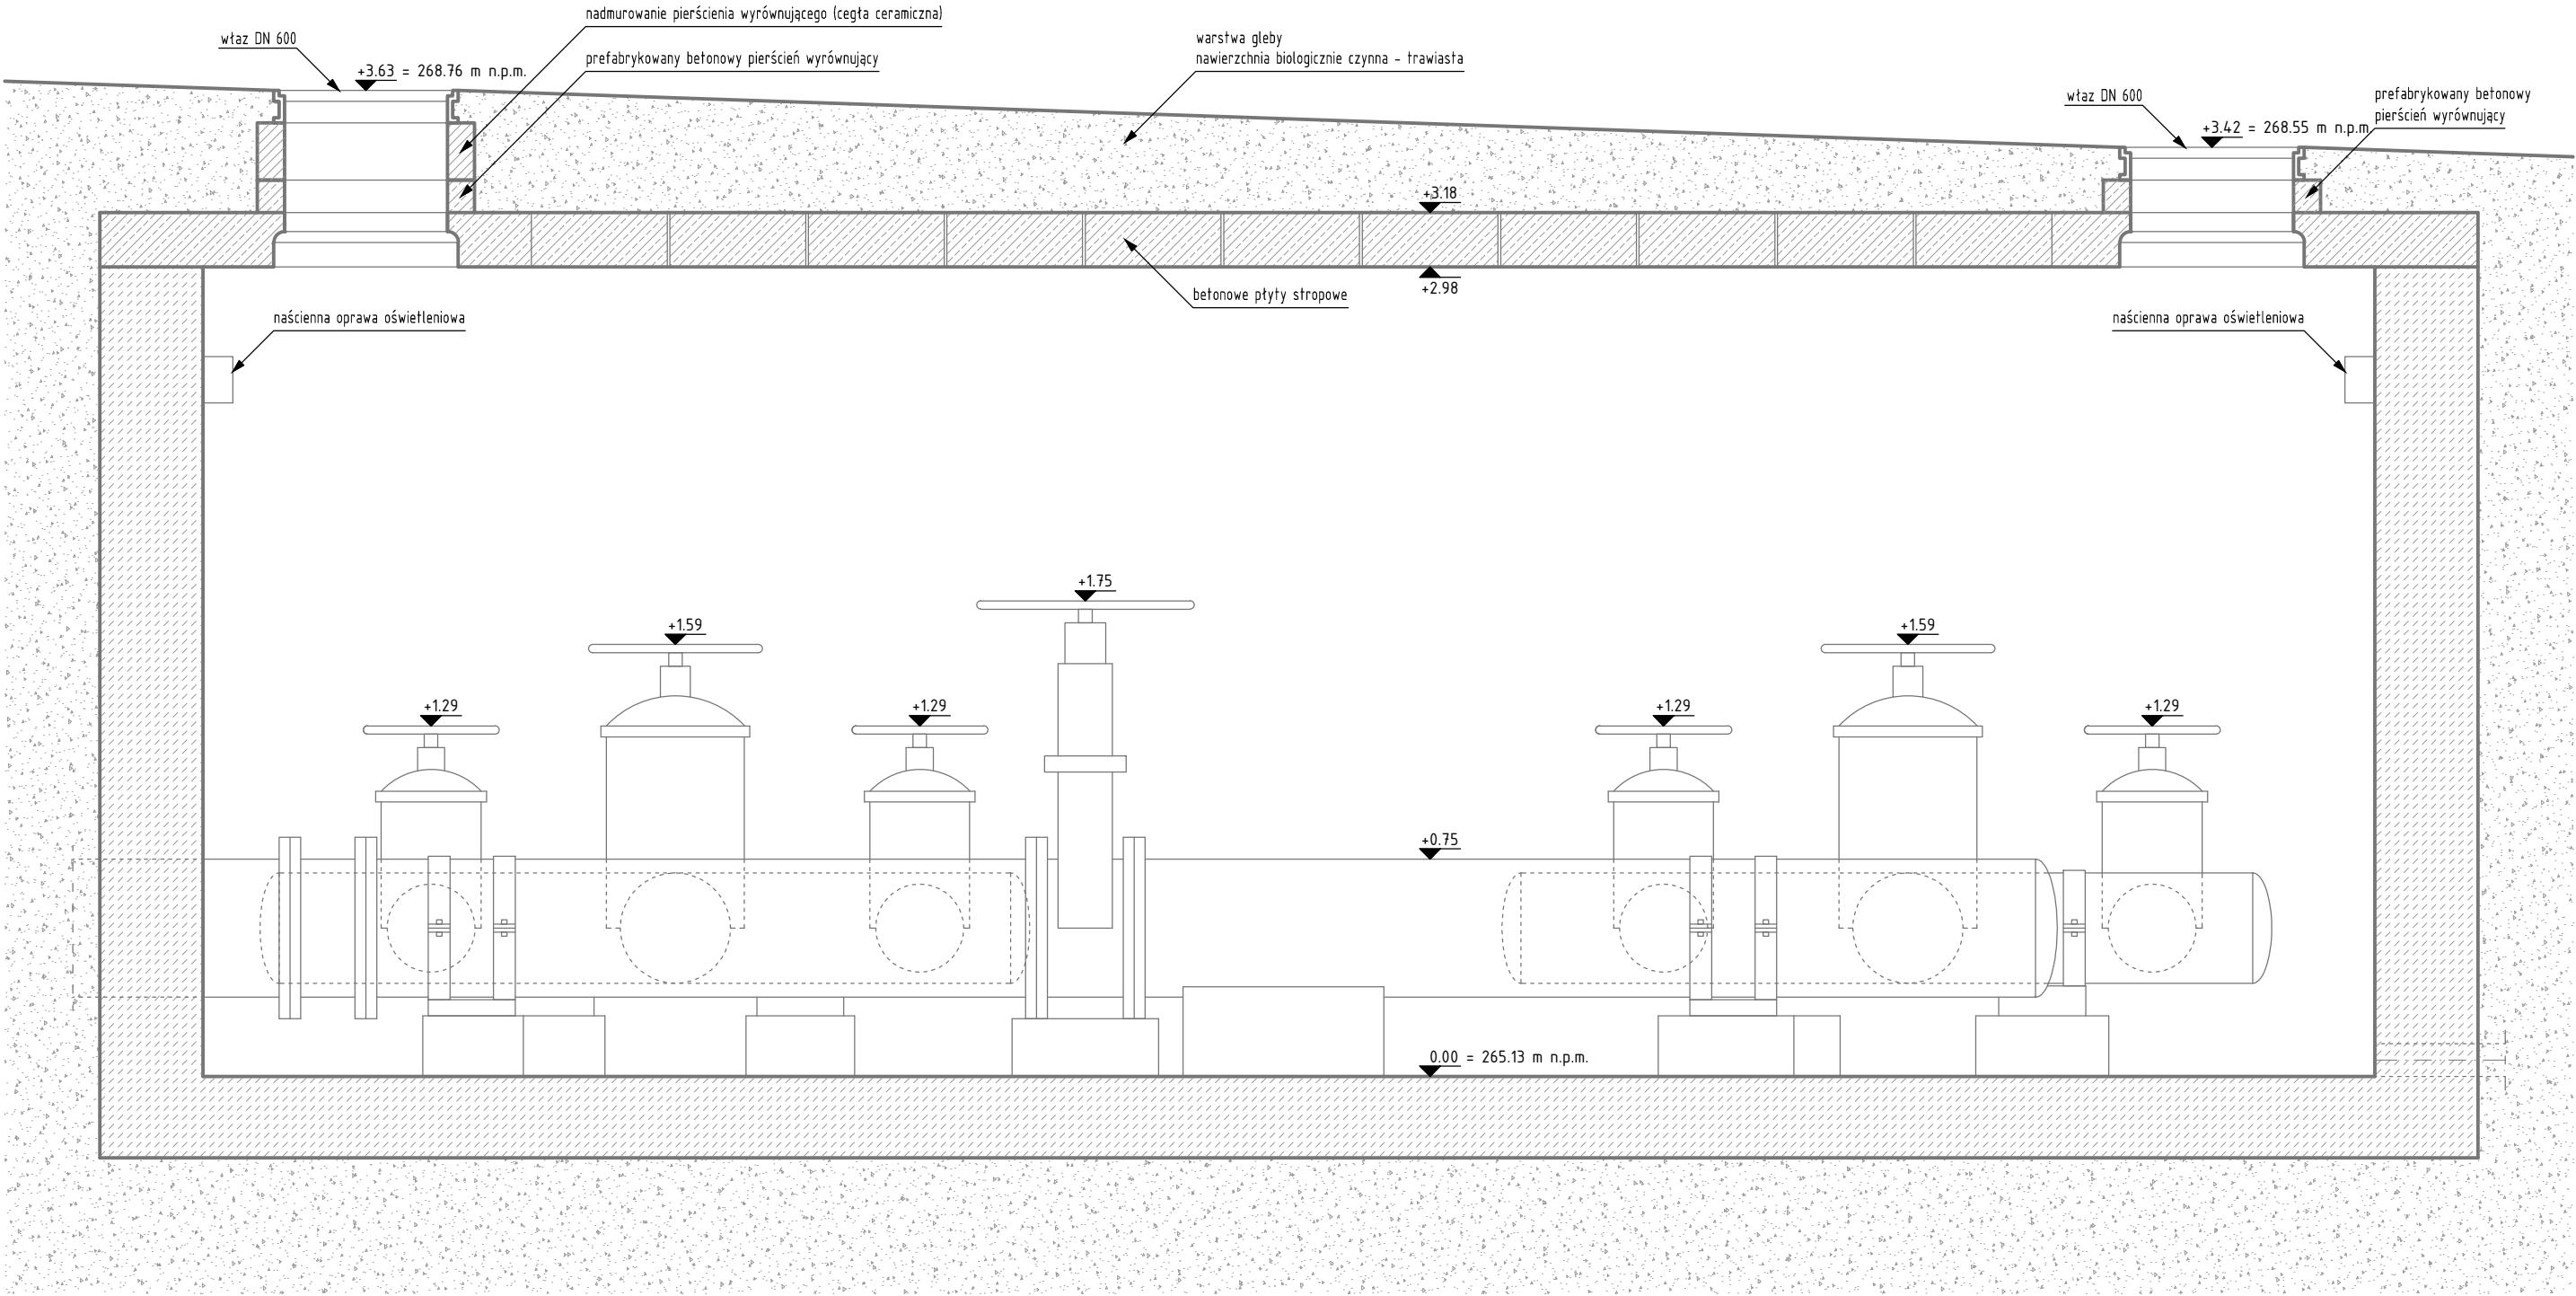 nadmurowanie pierścienia wyrównującego (cegła ceramiczna)
właz DN 600
prefabrykowany betonowy pierścień wyrównujący
+3.63 = 268.76 m n.p.m.
warstwa gleby
nawierzchnia biologicznie czynna - trawiasta
właz DN 600
prefabrykowany betonowy
pierścień wyrównujący
+3.42 = 268.55 m n.p.m
+3.18
+2.98
betonowe płyty stropowe
naścienna oprawa oświetleniowa
naścienna oprawa oświetleniowa
+1.75
+1.59
+1.59
+1.29
+1.29
+1.29
+1.29
+0.75
0.00 = 265.13 m n.p.m.